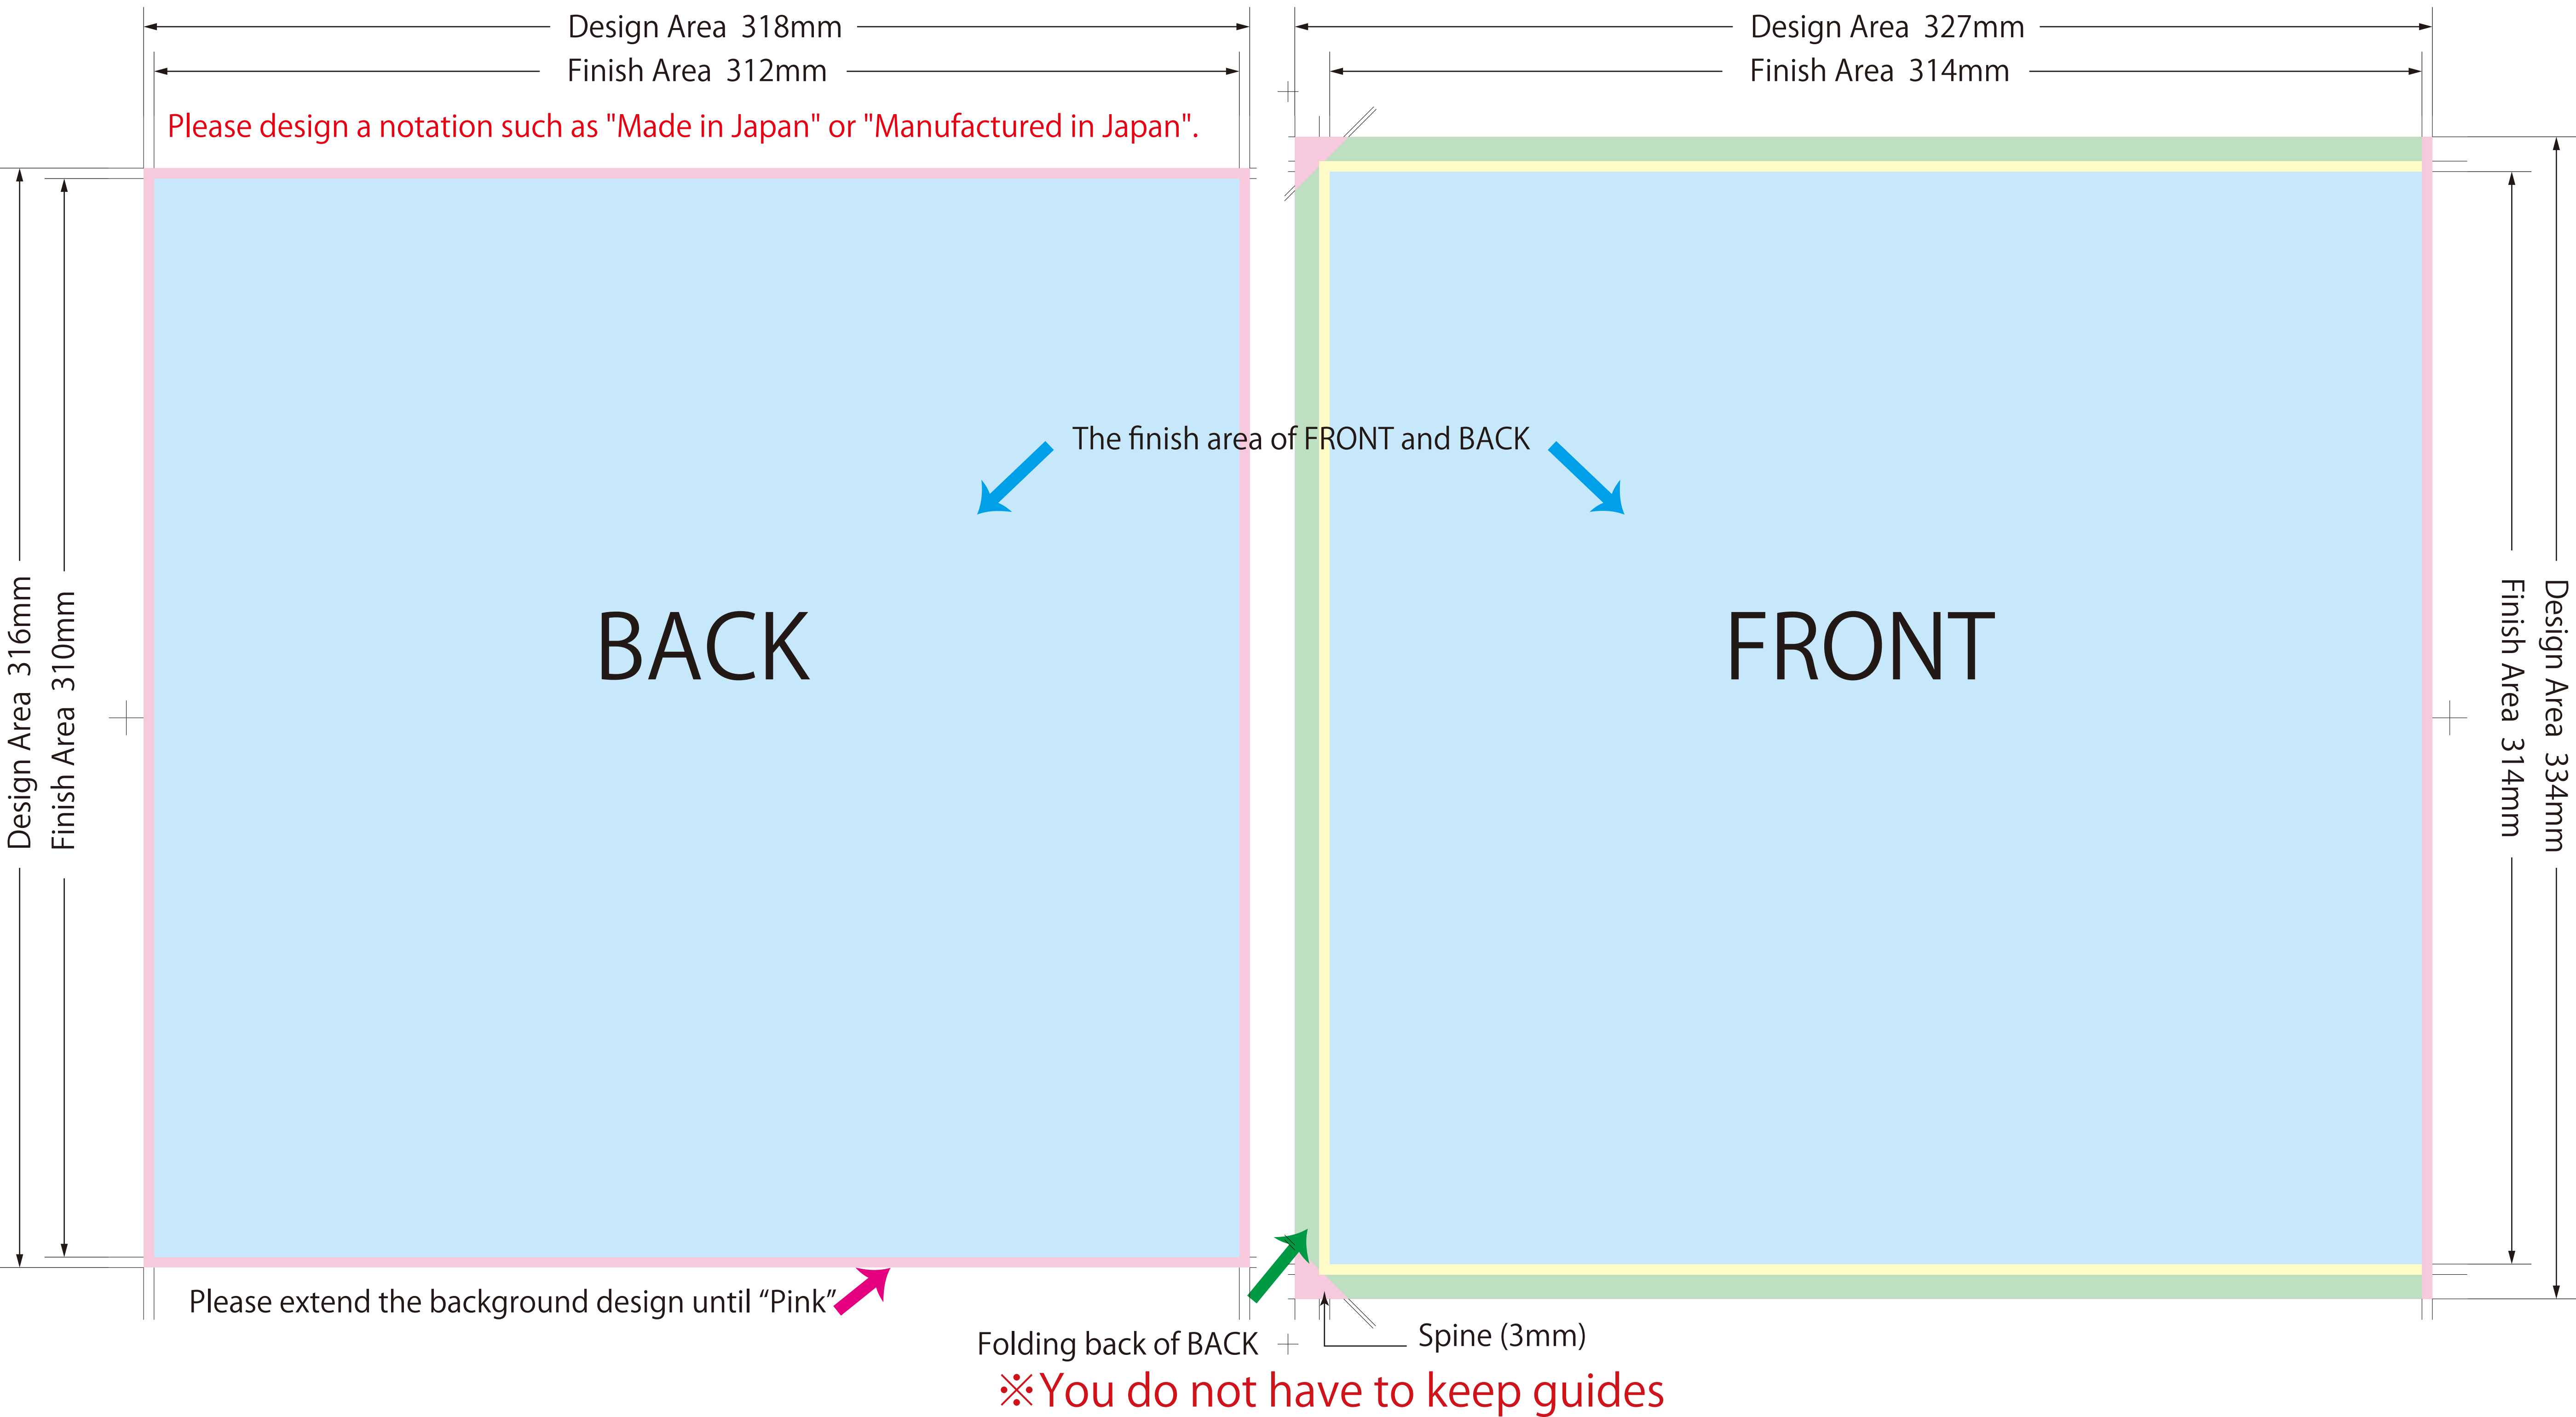 Design Area 318mm
Finish Area 312mm
Design Area 327mm
Finish Area 314mm
Please design a notation such as "Made in Japan" or "Manufactured in Japan".
The finish area of FRONT and BACK
BACK
FRONT
Design Area 316mm
Finish Area 310mm
Finish Area 314mm
Design Area 334mm
Please extend the background design until “Pink”
Folding back of BACK
Spine (3mm)
※You do not have to keep guides